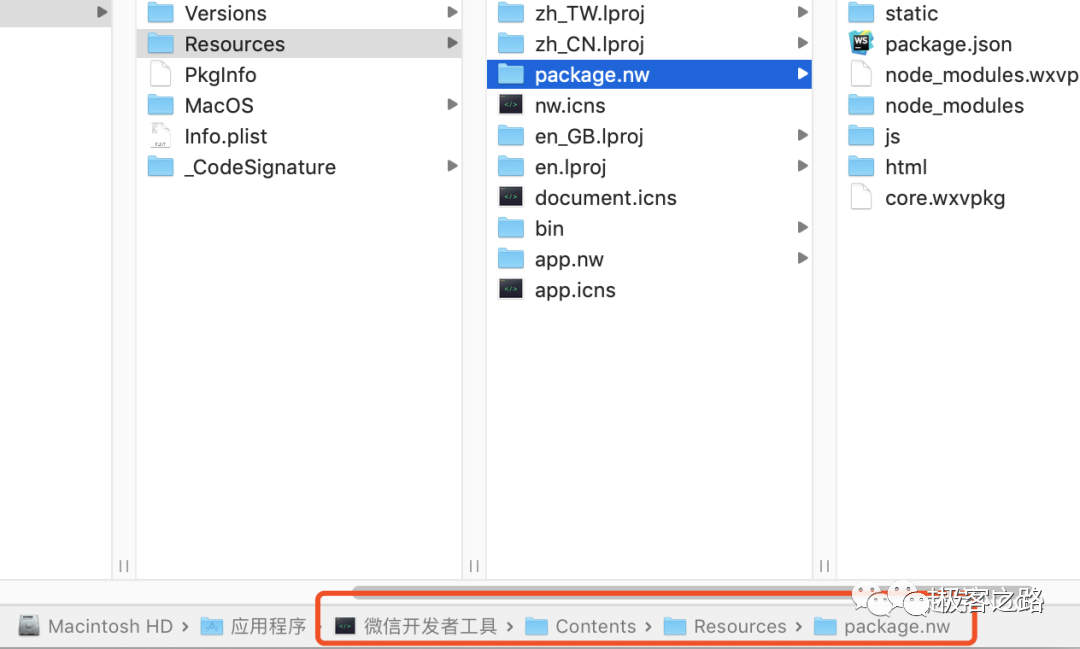 Versions
Resources
PkgInfo
MacOS
Info.plist
_CodeSignature
zh_TW.lproj
zh_CN.lproj
package.nw
nw.icns
en_GB.lproj
en.lproj
document.icns
bin
app.nw
app.icns
static
package.json
node_modules.wxvp
node_modules
js
html
core.wxvpkg
极客之路
Macintosh HD › 应用程序 › 微信开发者工具 › Contents › Resources › package.nw